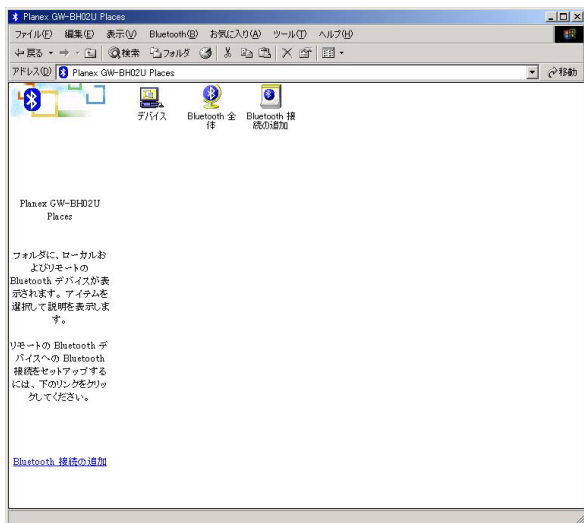 Planex GW-BH02U Places
ファイル(F) 編集(E) 表示(V) Bluetooth(B) お気に入り(A) ツール(T) ヘルプ(H)
戻る 検索 フォルダ
アドレス(D) Planex GW-BH02U Places 移動
デバイス
Bluetooth 全
体
Bluetooth 接
続の追加
Planex GW-BH02U
Places
フォルダに、ローカルお
よびリモートの
Bluetooth デバイスが表
示されます。アイテムを
選択して説明を表示しま
す。
リモートの Bluetooth デ
バイスへの Bluetooth
接続をセットアップする
には、下のリンクをクリッ
クしてください。
Bluetooth 接続の追加